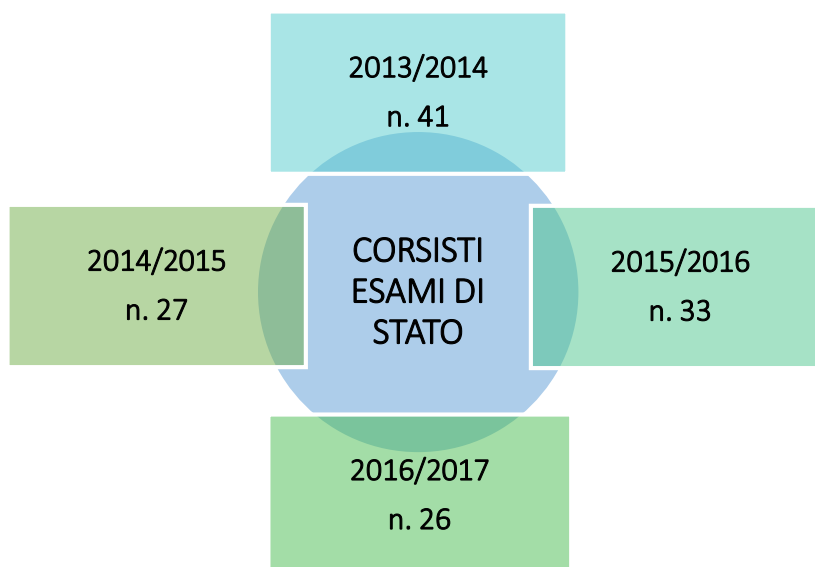 2013/2014
n. 41
2014/2015
n. 27
CORSISTI
ESAMI DI
STATO
2015/2016
n. 33
2016/2017
n. 26